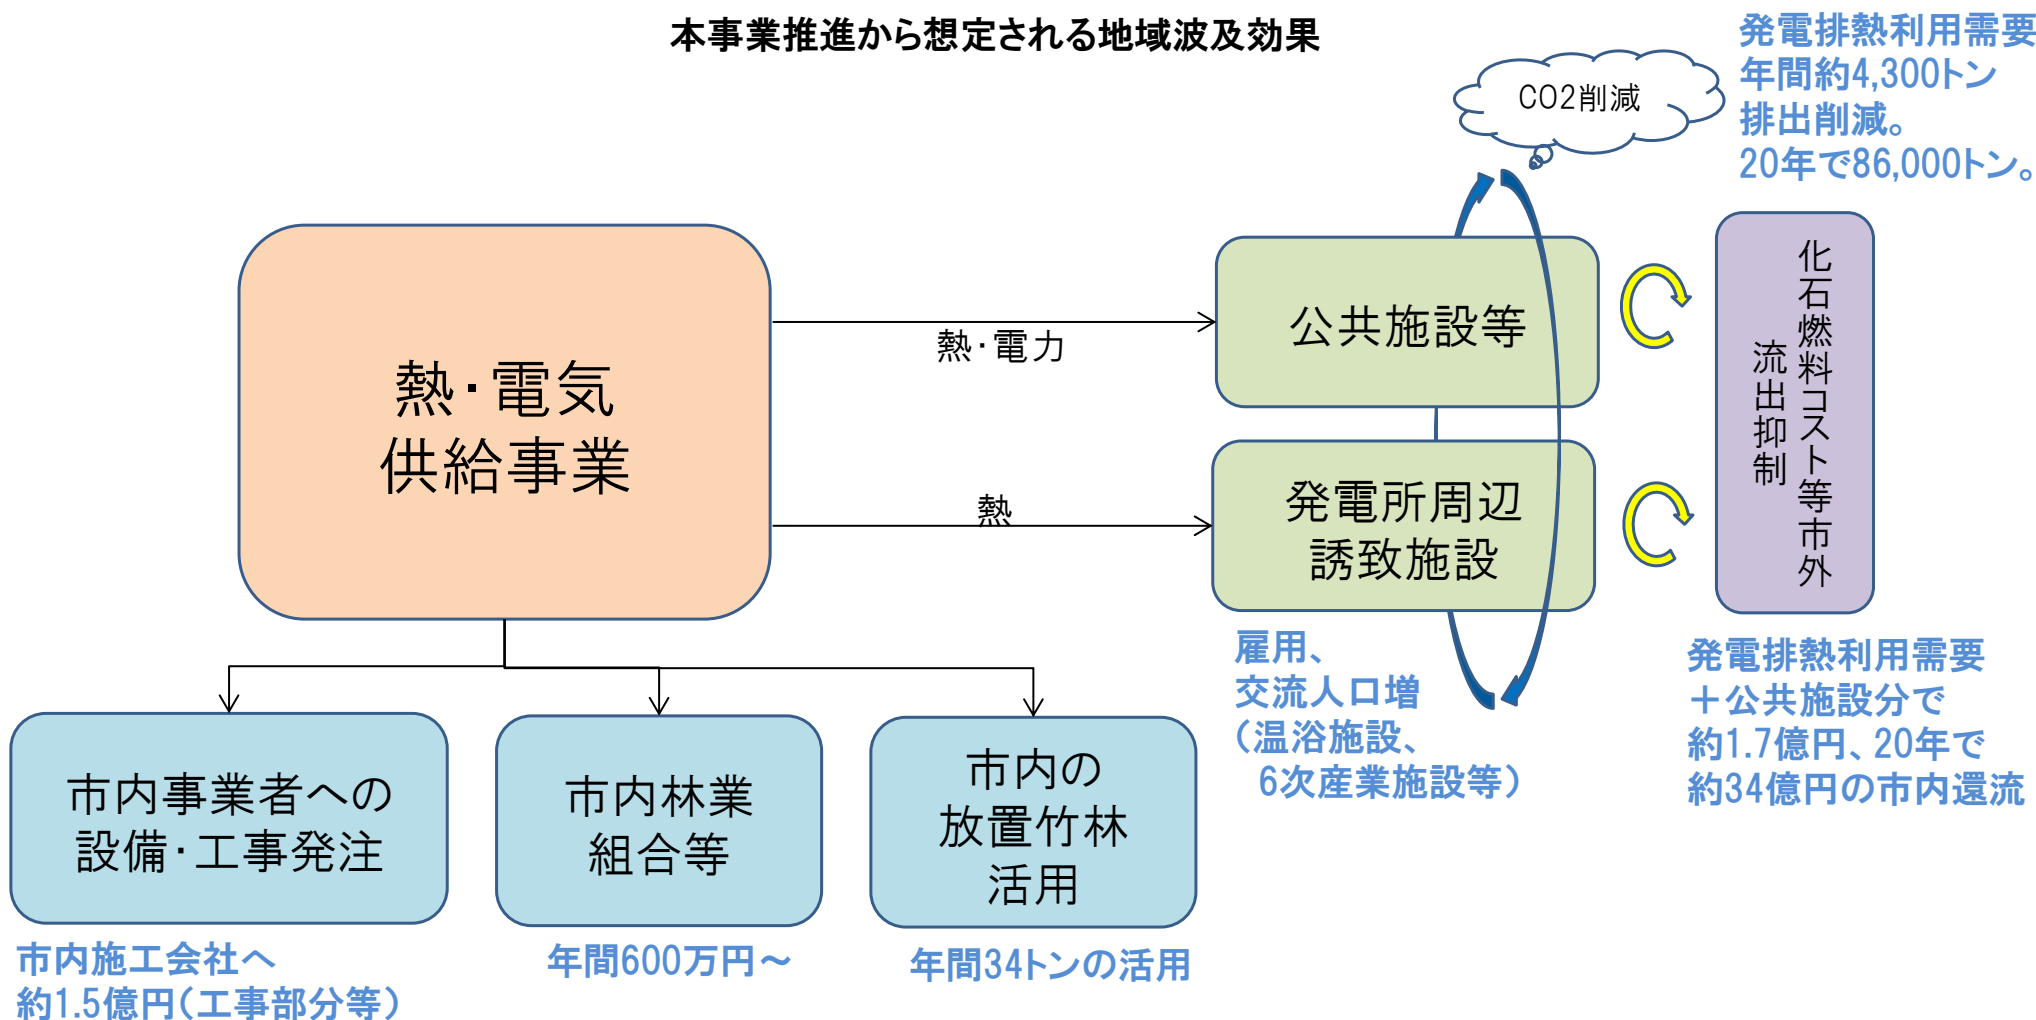 本事業推進から想定される地域波及効果
CO2削減
発電排熱利用需要
年間約4,300トン
排出削減。
20年で86,000トン。
熱・電気
供給事業
熱・電力
熱
公共施設等
発電所周辺
誘致施設
化石燃料コスト等市外
流出抑制
雇用、
交流人口増
（温浴施設、
6次産業施設等）
発電排熱利用需要
＋公共施設分で
約1.7億円、20年で
約34億円の市内還流
市内事業者への
設備・工事発注
市内林業
組合等
市内の
放置竹林
活用
市内施工会社へ
約1.5億円（工事部分等）
年間600万円～
年間34トンの活用